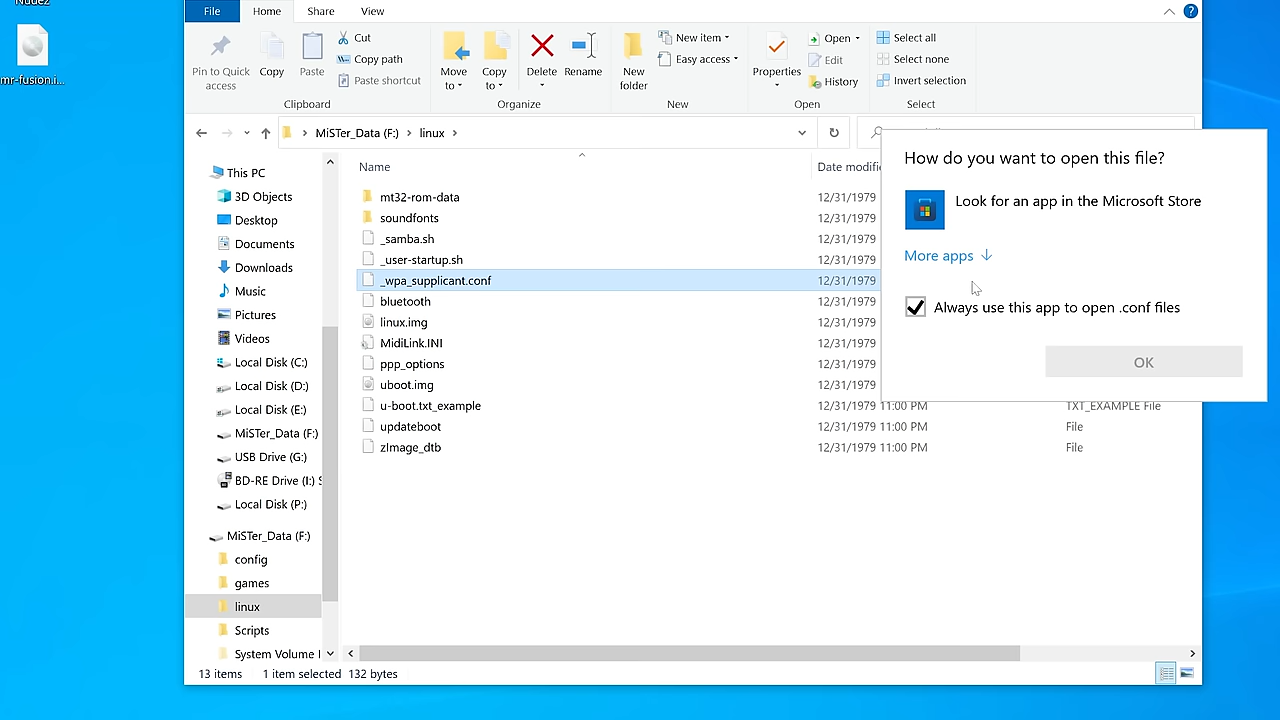 Nudez
mr-fusion.i...
File
Home
Share
View
Pin to Quick access
Copy
Paste
Cut
Copy path
Paste shortcut
Clipboard
Move to
Copy to
Delete
Rename
Organize
New folder
New item
Easy access
New
Properties
Open
Edit
History
Open
Select all
Select none
Invert selection
Select
MiSTer_Data (F:)
linux
This PC
3D Objects
Desktop
Documents
Downloads
Music
Pictures
Videos
Local Disk (C:)
Local Disk (D:)
Local Disk (E:)
MiSTer_Data (F:)
USB Drive (G:)
BD-RE Drive (I:) S
Local Disk (P:)
MiSTer_Data (F:)
config
games
linux
Scripts
System Volume I
Name
Date modifi
mt32-rom-data 12/31/1979
soundfonts 12/31/1979
_samba.sh 12/31/1979
_user-startup.sh 12/31/1979
_wpa_supplicant.conf 12/31/1979
bluetooth 12/31/1979
linux.img 12/31/1979
MidiLink.INI 12/31/1979
ppp_options 12/31/1979
uboot.img 12/31/1979
u-boot.txt_example 12/31/1979 11:00 PM TXT_EXAMPLE File
updateboot 12/31/1979 11:00 PM File
zImage_dtb 12/31/1979 11:00 PM File
How do you want to open this file?
Look for an app in the Microsoft Store
More apps
Always use this app to open .conf files
OK
13 items 1 item selected 132 bytes